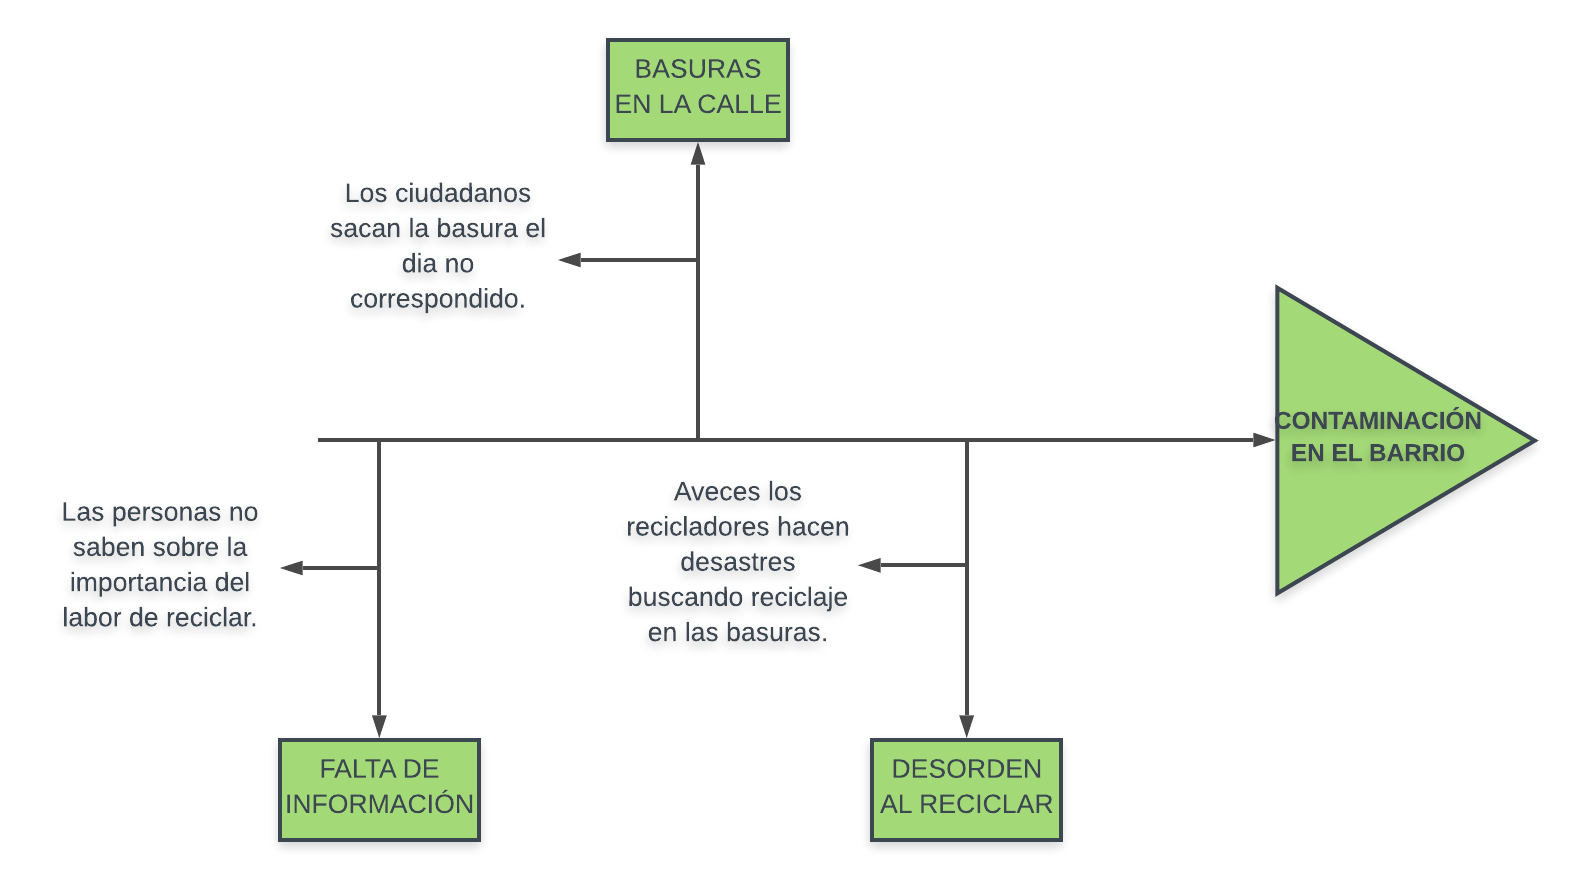 BASURAS
EN LA CALLE
Los ciudadanos
sacan la basura el
dia no
correspondido.
CONTAMINACIÓN
EN EL BARRIO
Las personas no
saben sobre la
importancia del
labor de reciclar.
Aveces los
recicladores hacen
desastres
buscando reciclaje
en las basuras.
FALTA DE
INFORMACIÓN
DESORDEN
AL RECICLAR